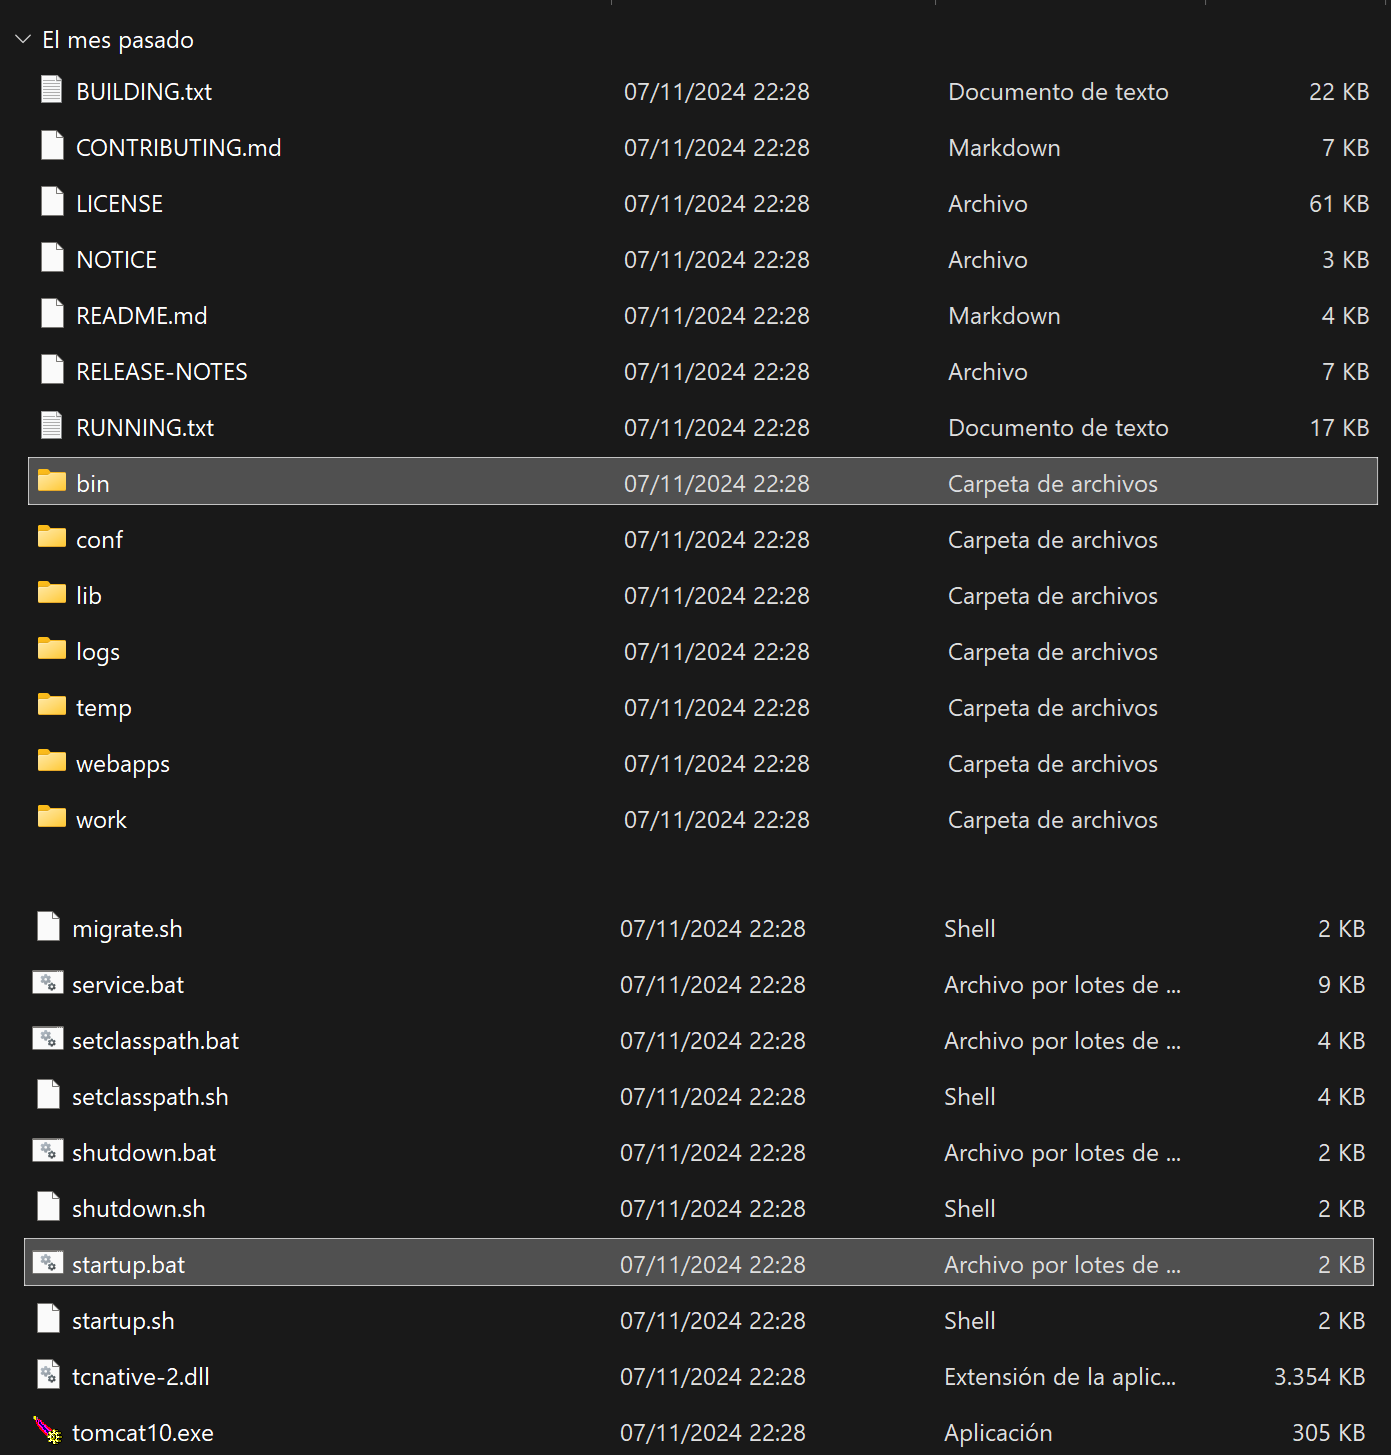 El mes pasado
BUILDING.txt 07/11/2024 22:28 Documento de texto 22 KB
CONTRIBUTING.md 07/11/2024 22:28 Markdown 7 KB
LICENSE 07/11/2024 22:28 Archivo 61 KB
NOTICE 07/11/2024 22:28 Archivo 3 KB
README.md 07/11/2024 22:28 Markdown 4 KB
RELEASE-NOTES 07/11/2024 22:28 Archivo 7 KB
RUNNING.txt 07/11/2024 22:28 Documento de texto 17 KB
bin 07/11/2024 22:28 Carpeta de archivos
conf 07/11/2024 22:28 Carpeta de archivos
lib 07/11/2024 22:28 Carpeta de archivos
logs 07/11/2024 22:28 Carpeta de archivos
temp 07/11/2024 22:28 Carpeta de archivos
webapps 07/11/2024 22:28 Carpeta de archivos
work 07/11/2024 22:28 Carpeta de archivos
migrate.sh 07/11/2024 22:28 Shell 2 KB
service.bat 07/11/2024 22:28 Archivo por lotes de ... 9 KB
setclasspath.bat 07/11/2024 22:28 Archivo por lotes de ... 4 KB
setclasspath.sh 07/11/2024 22:28 Shell 4 KB
shutdown.bat 07/11/2024 22:28 Archivo por lotes de ... 2 KB
shutdown.sh 07/11/2024 22:28 Shell 2 KB
startup.bat 07/11/2024 22:28 Archivo por lotes de ... 2 KB
startup.sh 07/11/2024 22:28 Shell 2 KB
tcnative-2.dll 07/11/2024 22:28 Extensión de la aplic... 3.354 KB
tomcat10.exe 07/11/2024 22:28 Aplicación 305 KB